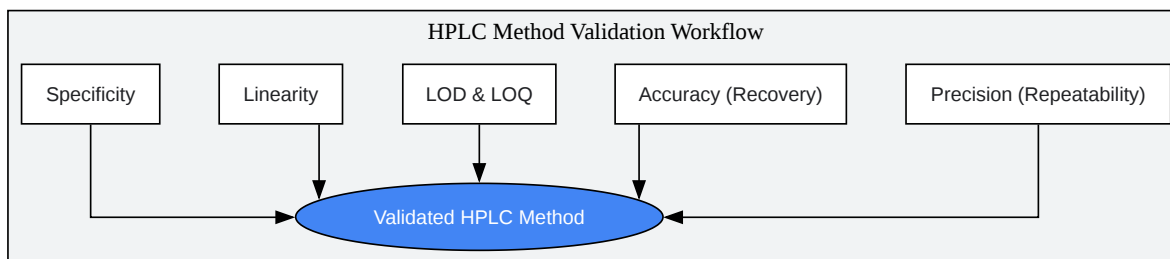 HPLC Method Validation Workflow
Specificity
Linearity
LOD & LOQ
Accuracy (Recovery)
Precision (Repeatability)
Validated HPLC Method